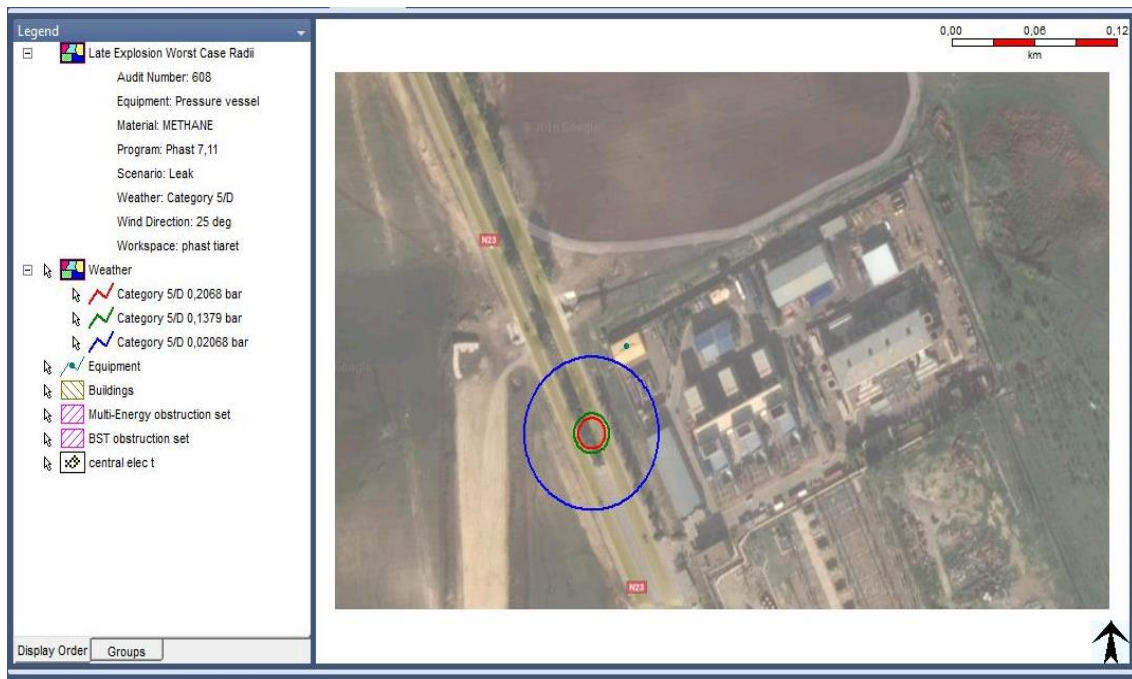 Legend
Late Explosion Worst Case Radii
Audit Number: 608
Equipment: Pressure vessel
Material: METHANE
Program: Phast 7,11
Scenario: Leak
Weather: Category 5/D
Wind Direction: 25 deg
Workspace: phast tiaret
Weather
Category 5/D 0,2068 bar
Category 5/D 0,1379 bar
Category 5/D 0,02068 bar
Equipment
Buildings
Multi-Energy obstruction set
BST obstruction set
central elec t
Display Order
Groups
0,00 0,06 0,12
km
© 2016 Google
N23
N23